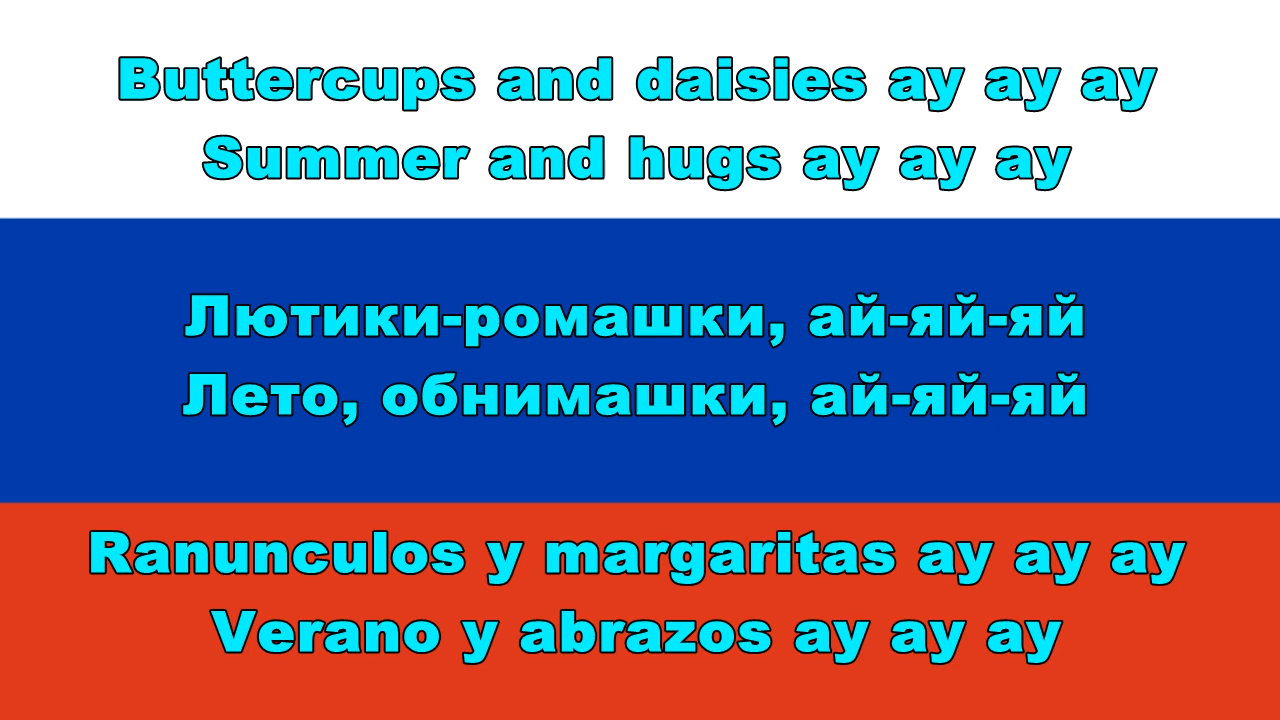 Buttercups and daisies ay ay ay
Summer and hugs ay ay ay
Лютики-ромашки, ай-яй-яй
Лето, обнимашки, ай-яй-яй
Ranunculos y margaritas ay ay ay
Verano y abrazos ay ay ay